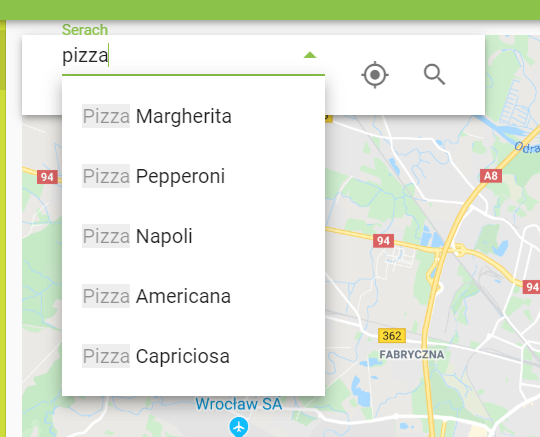 Serach
pizza
Pizza Margherita
Pizza Pepperoni
94
A8
Pizza Napoli
94
Pizza Americana
94
362
Pizza Capriciosa
FABRYCZNA
Wrocław SA